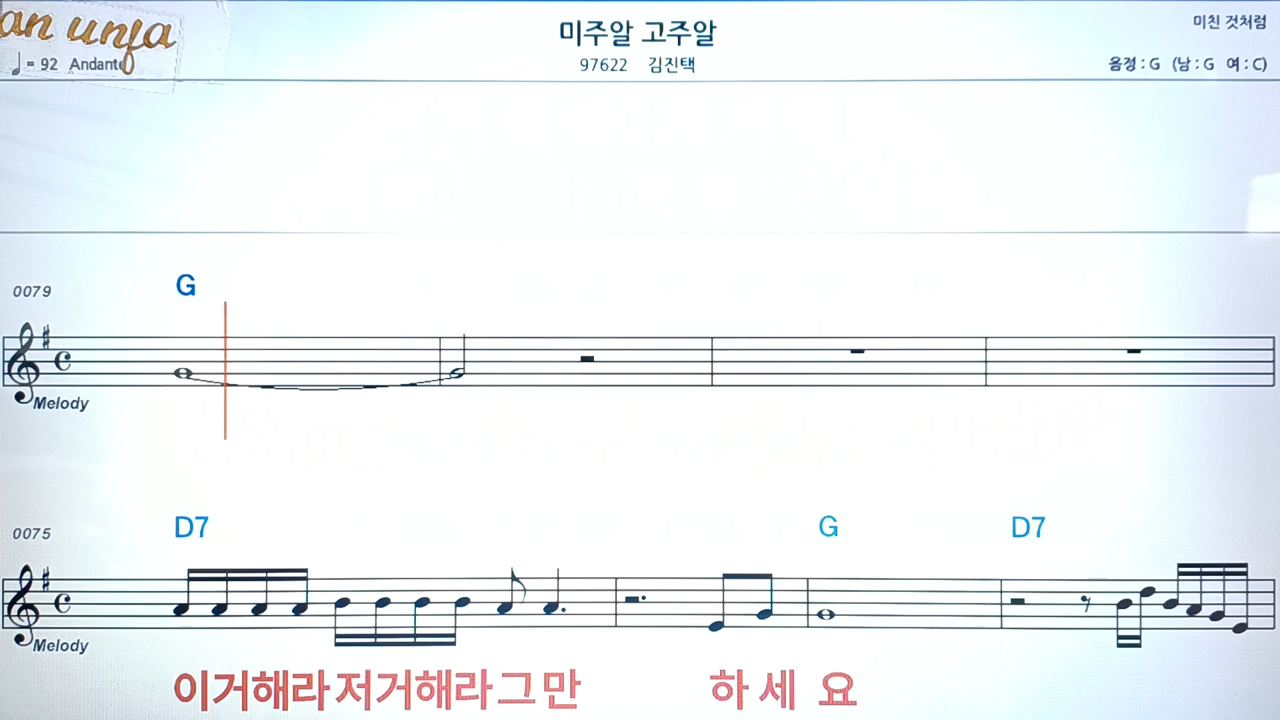 an unfa
미주알 고주알
미친 것처럼
= 92 Andante
97622 김진택
음정 : G (남 : G 여 : C)
0079
G
Melody
0075
D7 G D7
Melody
이거해라저거해라그만 하세요